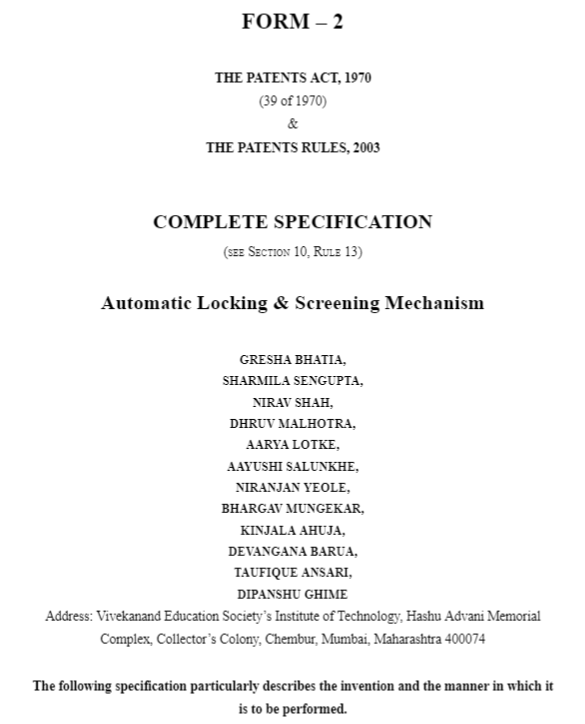 FORM – 2
THE PATENTS ACT, 1970
(39 of 1970)
&
THE PATENTS RULES, 2003
COMPLETE SPECIFICATION
(SEE SECTION 10, RULE 13)
Automatic Locking & Screening Mechanism
GRESHA BHATIA,
SHARMILA SENGUPTA,
NIRAV SHAH,
DHRUV MALHOTRA,
AARYA LOTKE,
AAYUSHI SALUNKHE,
NIRANJAN YEOLE,
BHARGAV MUNGEKAR,
KINJALA AHUJA,
DEVANGANA BARUA,
TAUFIQUE ANSARI,
DIPANSHU GHIME
Address: Vivekanand Education Society’s Institute of Technology, Hashu Advani Memorial
Complex, Collector’s Colony, Chembur, Mumbai, Maharashtra 400074
The following specification particularly describes the invention and the manner in which it
is to be performed.